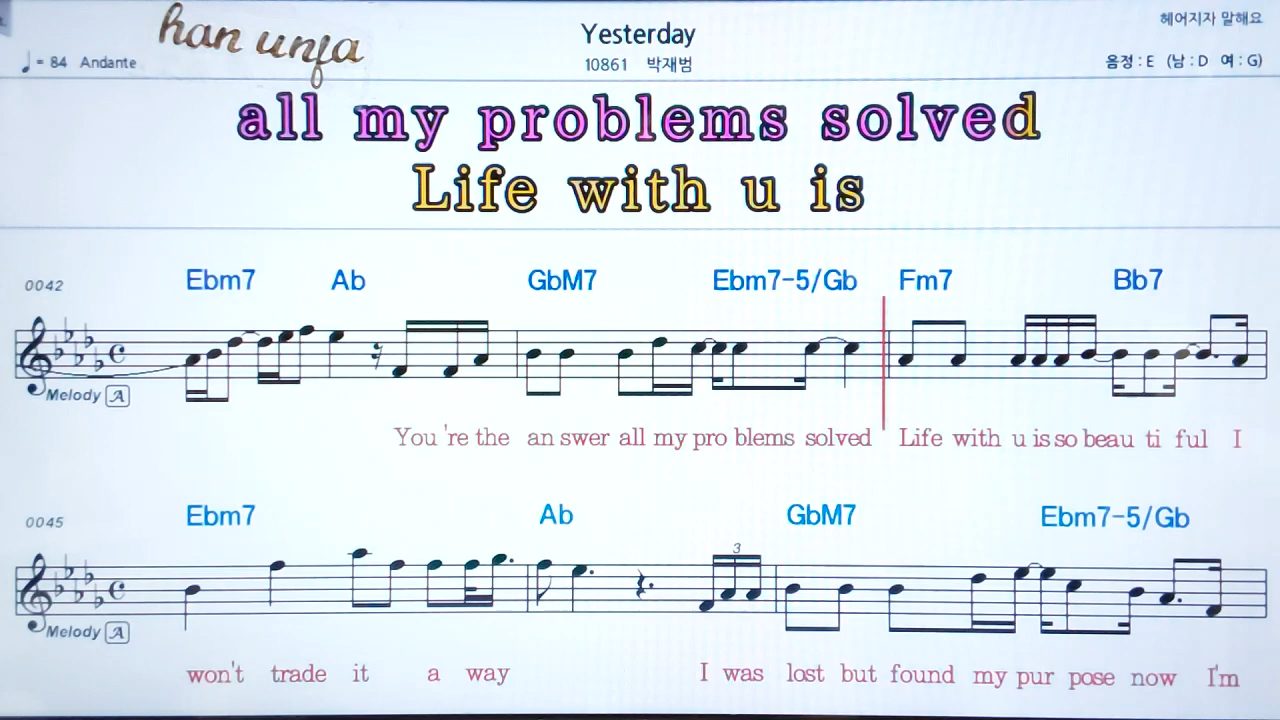 han unfa
Yesterday
헤어지자 말해요
♩= 84 Andante
10861 박재범
음정 : E (남 : D 여 : G)
all my problems solved
Life with u is
0042 Ebm7 Ab GbM7 Ebm7-5/Gb Fm7 Bb7
Melody A
You 're the an swer all my pro blems solved Life with u is so beau ti ful I
0045 Ebm7 Ab GbM7 Ebm7-5/Gb
3
Melody A
won't trade it a way I was lost but found my pur pose now I'm